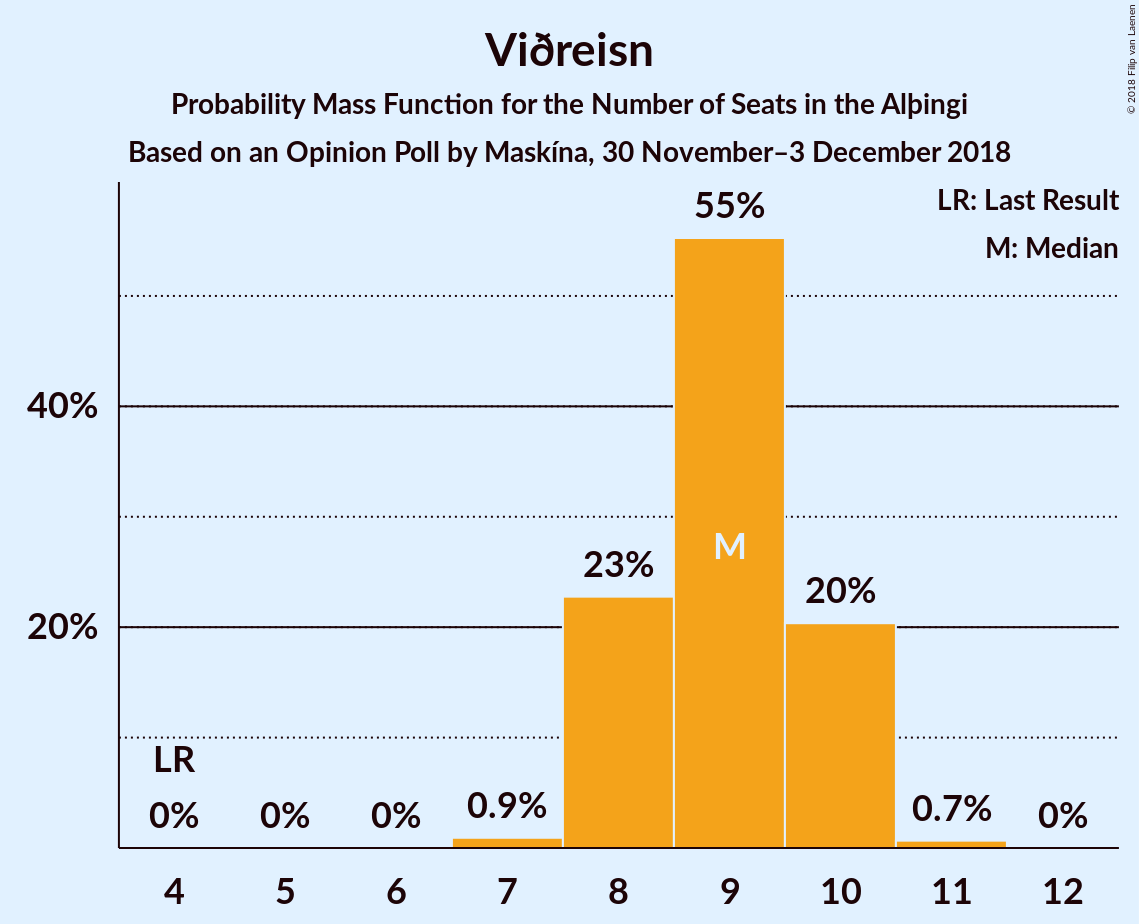 Viðreisn
Probability Mass Function for the Number of Seats in the Alþingi
Based on an Opinion Poll by Maskína, 30 November–3 December 2018
© 2018 Filip van Laenen
LR: Last Result
M: Median
55%
40%
M
23%
20%
20%
LR
0% 0% 0% 0.9% 0.7% 0%
4 5 6 7 8 9 10 11 12